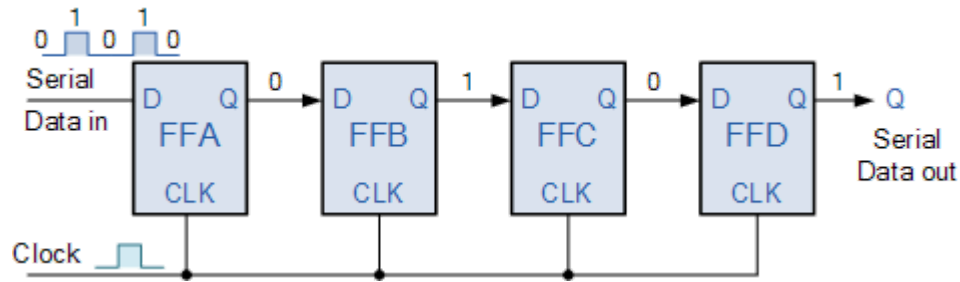 0 1 0 1 0
Serial
Data in
D Q
FFA
CLK
0
D Q
FFB
CLK
1
D Q
FFC
CLK
0
D Q
FFD
CLK
1
Q
Serial
Data out
Clock